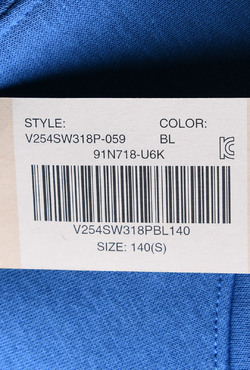 STYLE: COLOR:
V254SW318P-059 BL
91N718-U6K
V254SW318PBL140
SIZE: 140(S)